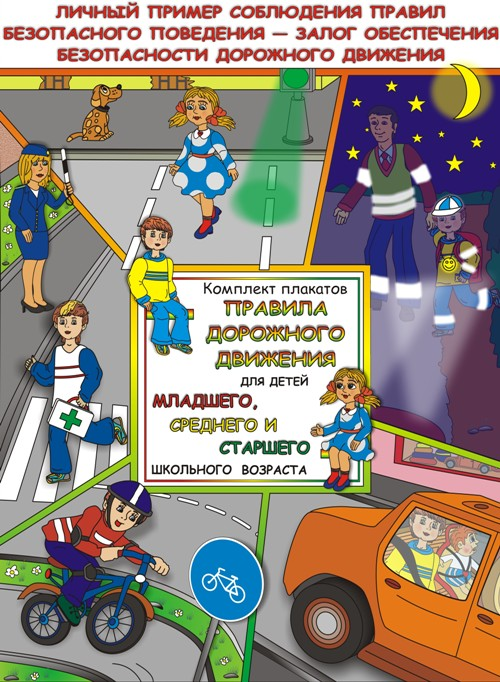 ЛИЧНЫЙ ПРИМЕР СОБЛЮДЕНИЯ ПРАВИЛ
БЕЗОПАСНОГО ПОВЕДЕНИЯ — ЗАЛОГ ОБЕСПЕЧЕНИЯ
БЕЗОПАСНОСТИ ДОРОЖНОГО ДВИЖЕНИЯ
Комплект плакатов
ПРАВИЛА
ДОРОЖНОГО
ДВИЖЕНИЯ
для детей
МЛАДШЕГО,
СРЕДНЕГО И
СТАРШЕГО
школьного возраста